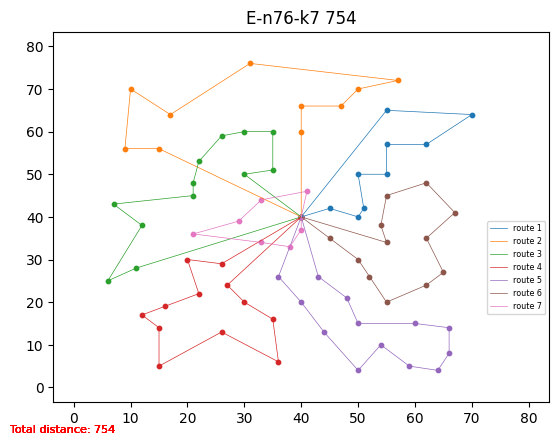 E-n76-k7 754
80
70
60
50
40
30
20
10
0
0 10 20 30 40 50 60 70 80
route 1
route 2
route 3
route 4
route 5
route 6
route 7
Total distance: 754